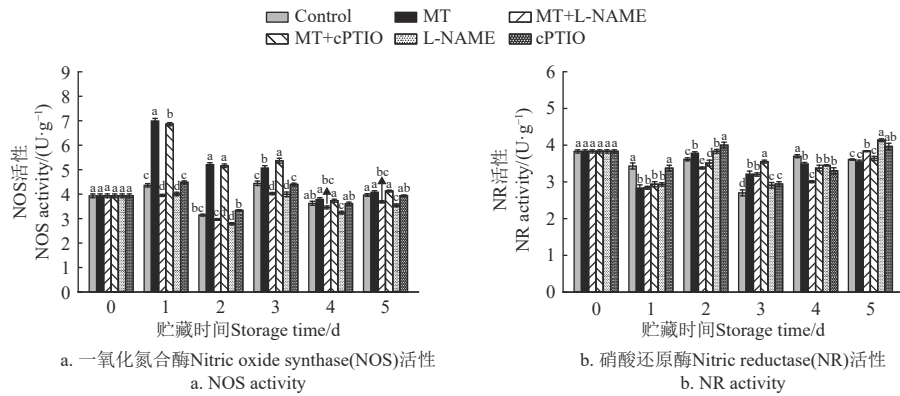 Control MT MT+L-NAME
MT+cPTIO L-NAME cPTIO
9
8
7
6
5
4
3
2
1
0
NOS活性
NOS activity/(U·g⁻¹)
a a a a a a
c a d b d c
bc a cd a d b
b a c a c b
ab a bc a c ab
a a bc a c ab
0 1 2 3 4 5
贮藏时间Storage time/d
a. 一氧化氮合酶Nitric oxide synthase(NOS)活性
a. NOS activity
6
5
4
3
2
1
0
NR活性
NR activity/(U·g⁻¹)
a a a a a a
a b b b b a
c b d c b a
d b b a c c
a b c b b b
c c b c a b
0 1 2 3 4 5
贮藏时间Storage time/d
b. 硝酸还原酶Nitric reductase(NR)活性
b. NR activity